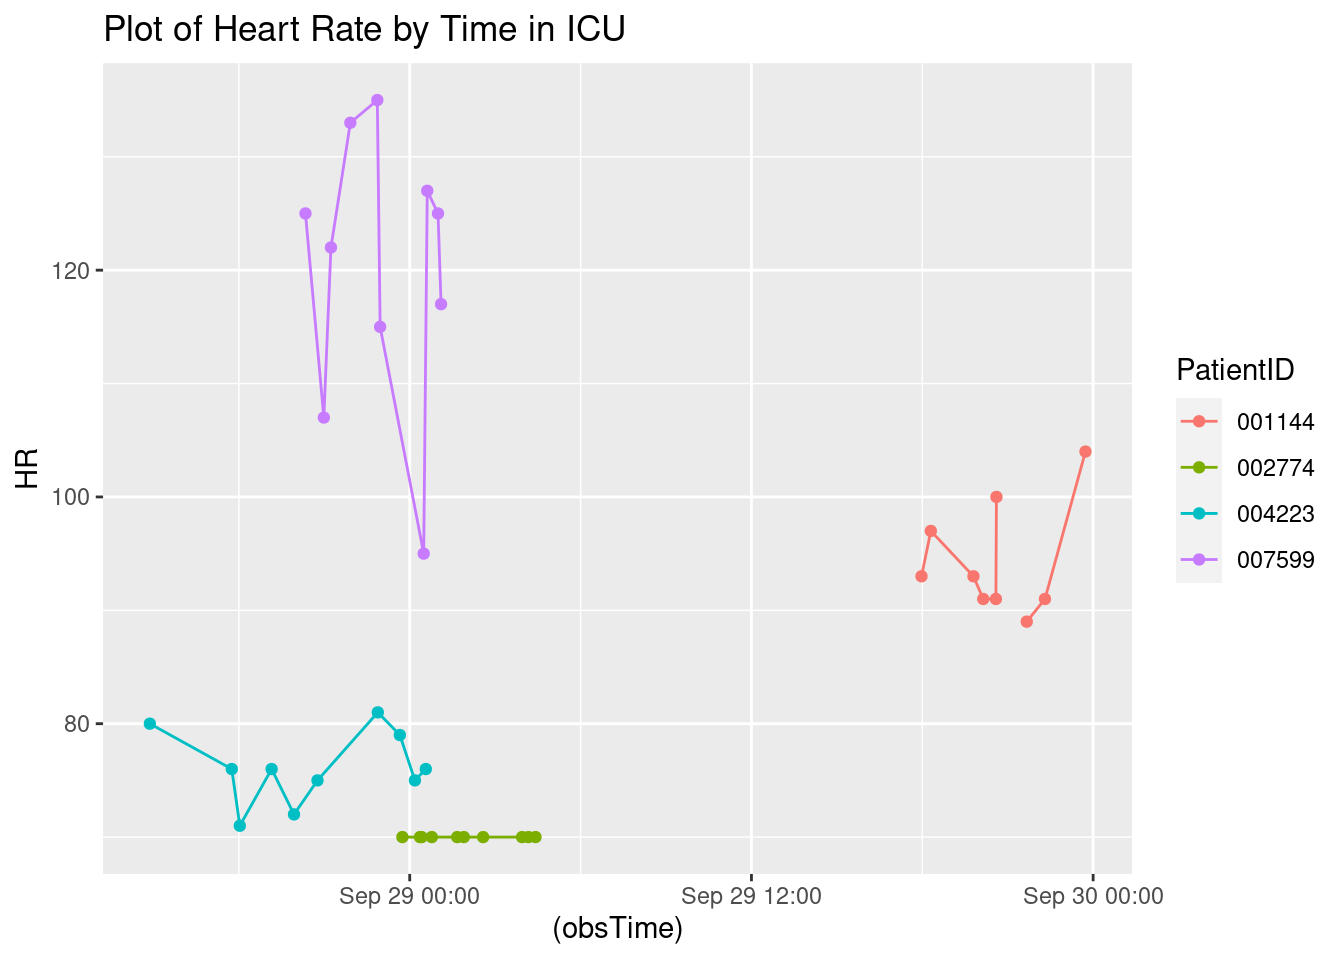 Plot of Heart Rate by Time in ICU
120
100
80
HR
Sep 29 00:00
Sep 29 12:00
Sep 30 00:00
(obsTime)
PatientID
001144
002774
004223
007599